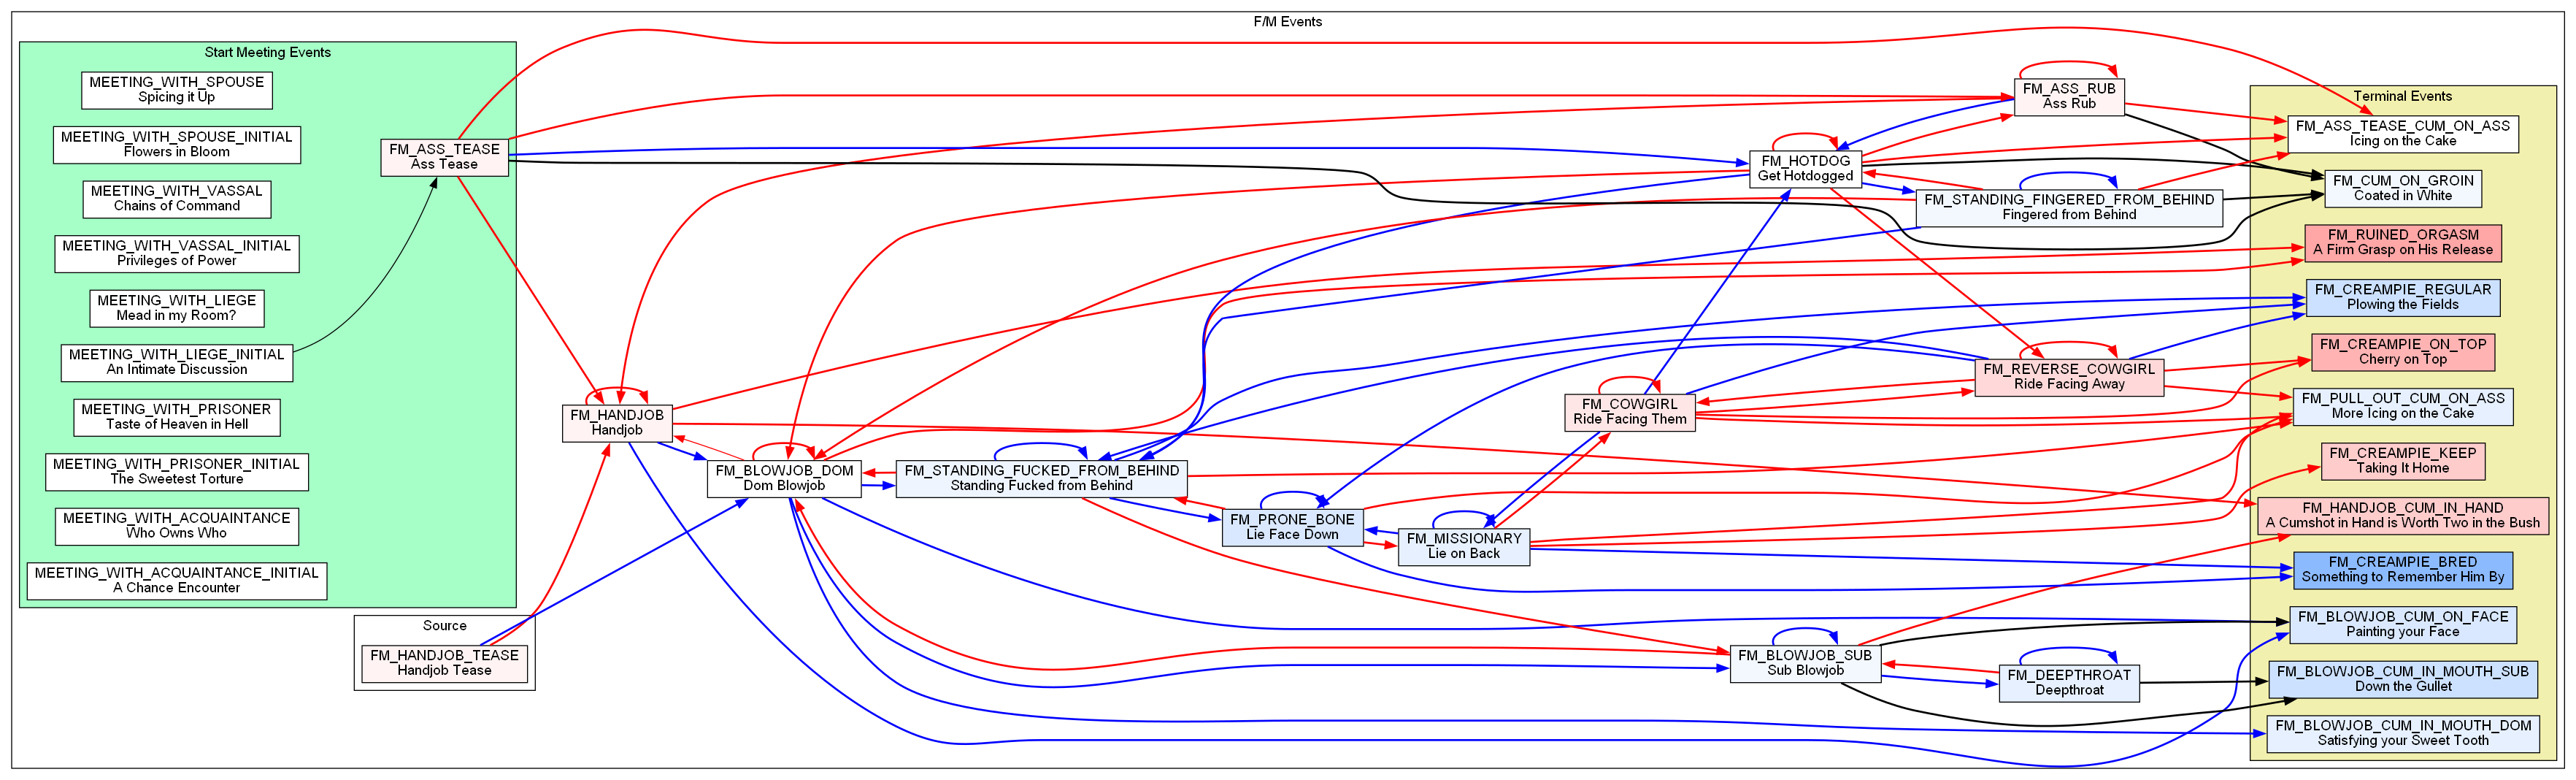 F/M Events
Start Meeting Events
MEETING_WITH_SPOUSE
Spicing it Up
MEETING_WITH_SPOUSE_INITIAL
Flowers in Bloom
MEETING_WITH_VASSAL
Chains of Command
MEETING_WITH_VASSAL_INITIAL
Privileges of Power
MEETING_WITH_LIEGE
Mead in my Room?
MEETING_WITH_LIEGE_INITIAL
An Intimate Discussion
MEETING_WITH_PRISONER
Taste of Heaven in Hell
MEETING_WITH_PRISONER_INITIAL
The Sweetest Torture
MEETING_WITH_ACQUAINTANCE
Who Owns Who
MEETING_WITH_ACQUAINTANCE_INITIAL
A Chance Encounter
FM_ASS_TEASE
Ass Tease
Source
FM_HANDJOB_TEASE
Handjob Tease
FM_HANDJOB
Handjob
FM_BLOWJOB_DOM
Dom Blowjob
FM_STANDING_FUCKED_FROM_BEHIND
Standing Fucked from Behind
FM_PRONE_BONE
Lie Face Down
FM_MISSIONARY
Lie on Back
FM_COWGIRL
Ride Facing Them
FM_HOTDOG
Get Hotdogged
FM_BLOWJOB_SUB
Sub Blowjob
FM_ASS_RUB
Ass Rub
FM_STANDING_FINGERED_FROM_BEHIND
Fingered from Behind
FM_REVERSE_COWGIRL
Ride Facing Away
FM_DEEPTHROAT
Deepthroat
Terminal Events
FM_ASS_TEASE_CUM_ON_ASS
Icing on the Cake
FM_CUM_ON_GROIN
Coated in White
FM_RUINED_ORGASM
A Firm Grasp on His Release
FM_CREAMPIE_REGULAR
Plowing the Fields
FM_CREAMPIE_ON_TOP
Cherry on Top
FM_PULL_OUT_CUM_ON_ASS
More Icing on the Cake
FM_CREAMPIE_KEEP
Taking It Home
FM_HANDJOB_CUM_IN_HAND
A Cumshot in Hand is Worth Two in the Bush
FM_CREAMPIE_BRED
Something to Remember Him By
FM_BLOWJOB_CUM_ON_FACE
Painting your Face
FM_BLOWJOB_CUM_IN_MOUTH_SUB
Down the Gullet
FM_BLOWJOB_CUM_IN_MOUTH_DOM
Satisfying your Sweet Tooth